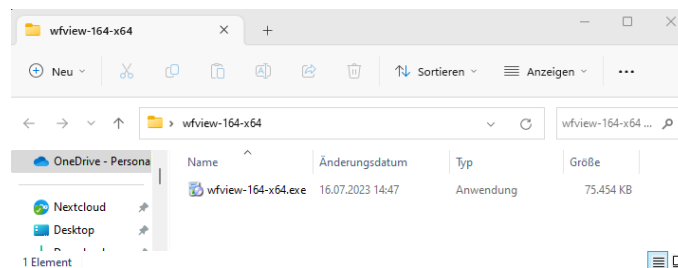 wfview-164-x64
Neu Sortieren Anzeigen
wfview-164-x64 wfview-164-x64 ...
OneDrive - Persona Name Änderungsdatum Typ Größe
wfview-164-x64.exe 16.07.2023 14:47 Anwendung 75.454 KB
Nextcloud
Desktop
1 Element